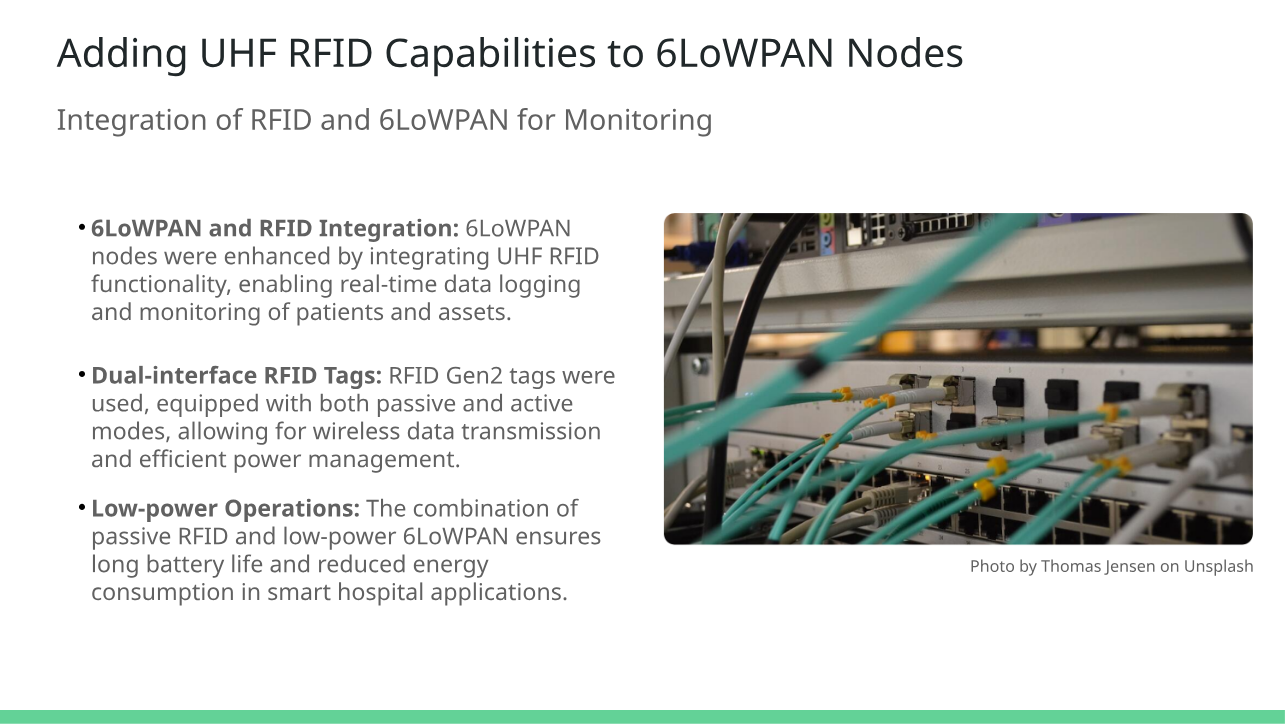 Adding UHF RFID Capabilities to 6LoWPAN Nodes
Integration of RFID and 6LoWPAN for Monitoring
• 6LoWPAN and RFID Integration: 6LoWPAN
nodes were enhanced by integrating UHF RFID
functionality, enabling real-time data logging
and monitoring of patients and assets.
• Dual-interface RFID Tags: RFID Gen2 tags were
used, equipped with both passive and active
modes, allowing for wireless data transmission
and efficient power management.
• Low-power Operations: The combination of
passive RFID and low-power 6LoWPAN ensures
long battery life and reduced energy
consumption in smart hospital applications.
Photo by Thomas Jensen on Unsplash